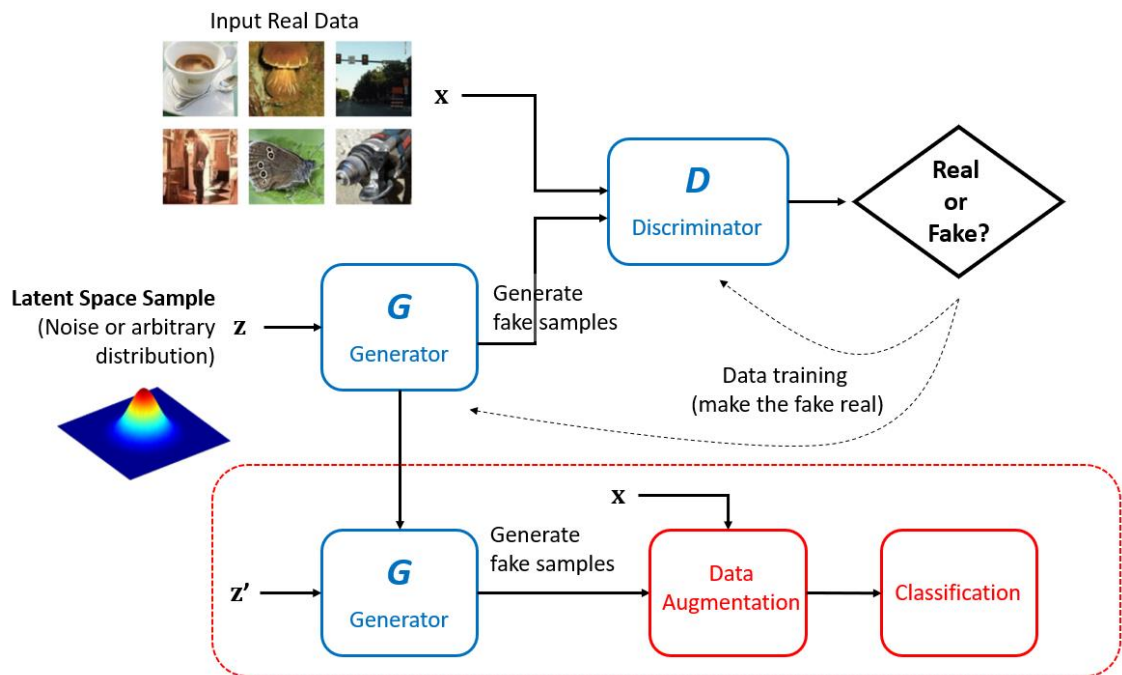 Input Real Data
x
D
Discriminator
Real
or
Fake?
Latent Space Sample
(Noise or arbitrary
distribution)
z
G
Generator
Generate
fake samples
Data training
(make the fake real)
x
z’
G
Generator
Generate
fake samples
Data
Augmentation
Classification